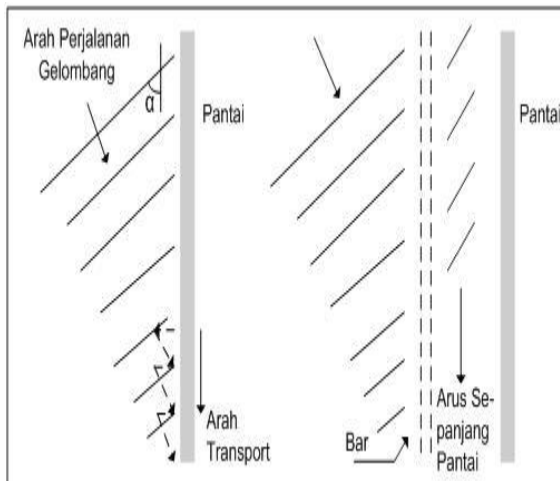 Arah Perjalanan
Gelombang
α
Pantai
Arah
Transport
Pantai
Bar
Arus Se-
panjang
Pantai